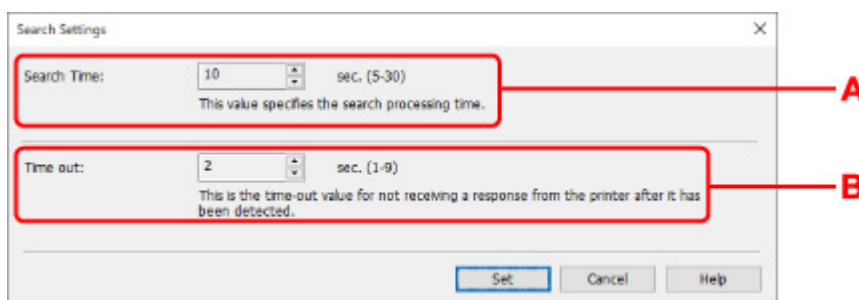 Search Settings
Search Time: 10 sec. (5-30)
This value specifies the search processing time.
A
Time out: 2 sec. (1-9)
This is the time-out value for not receiving a response from the printer after it has
been detected.
B
Set Cancel Help